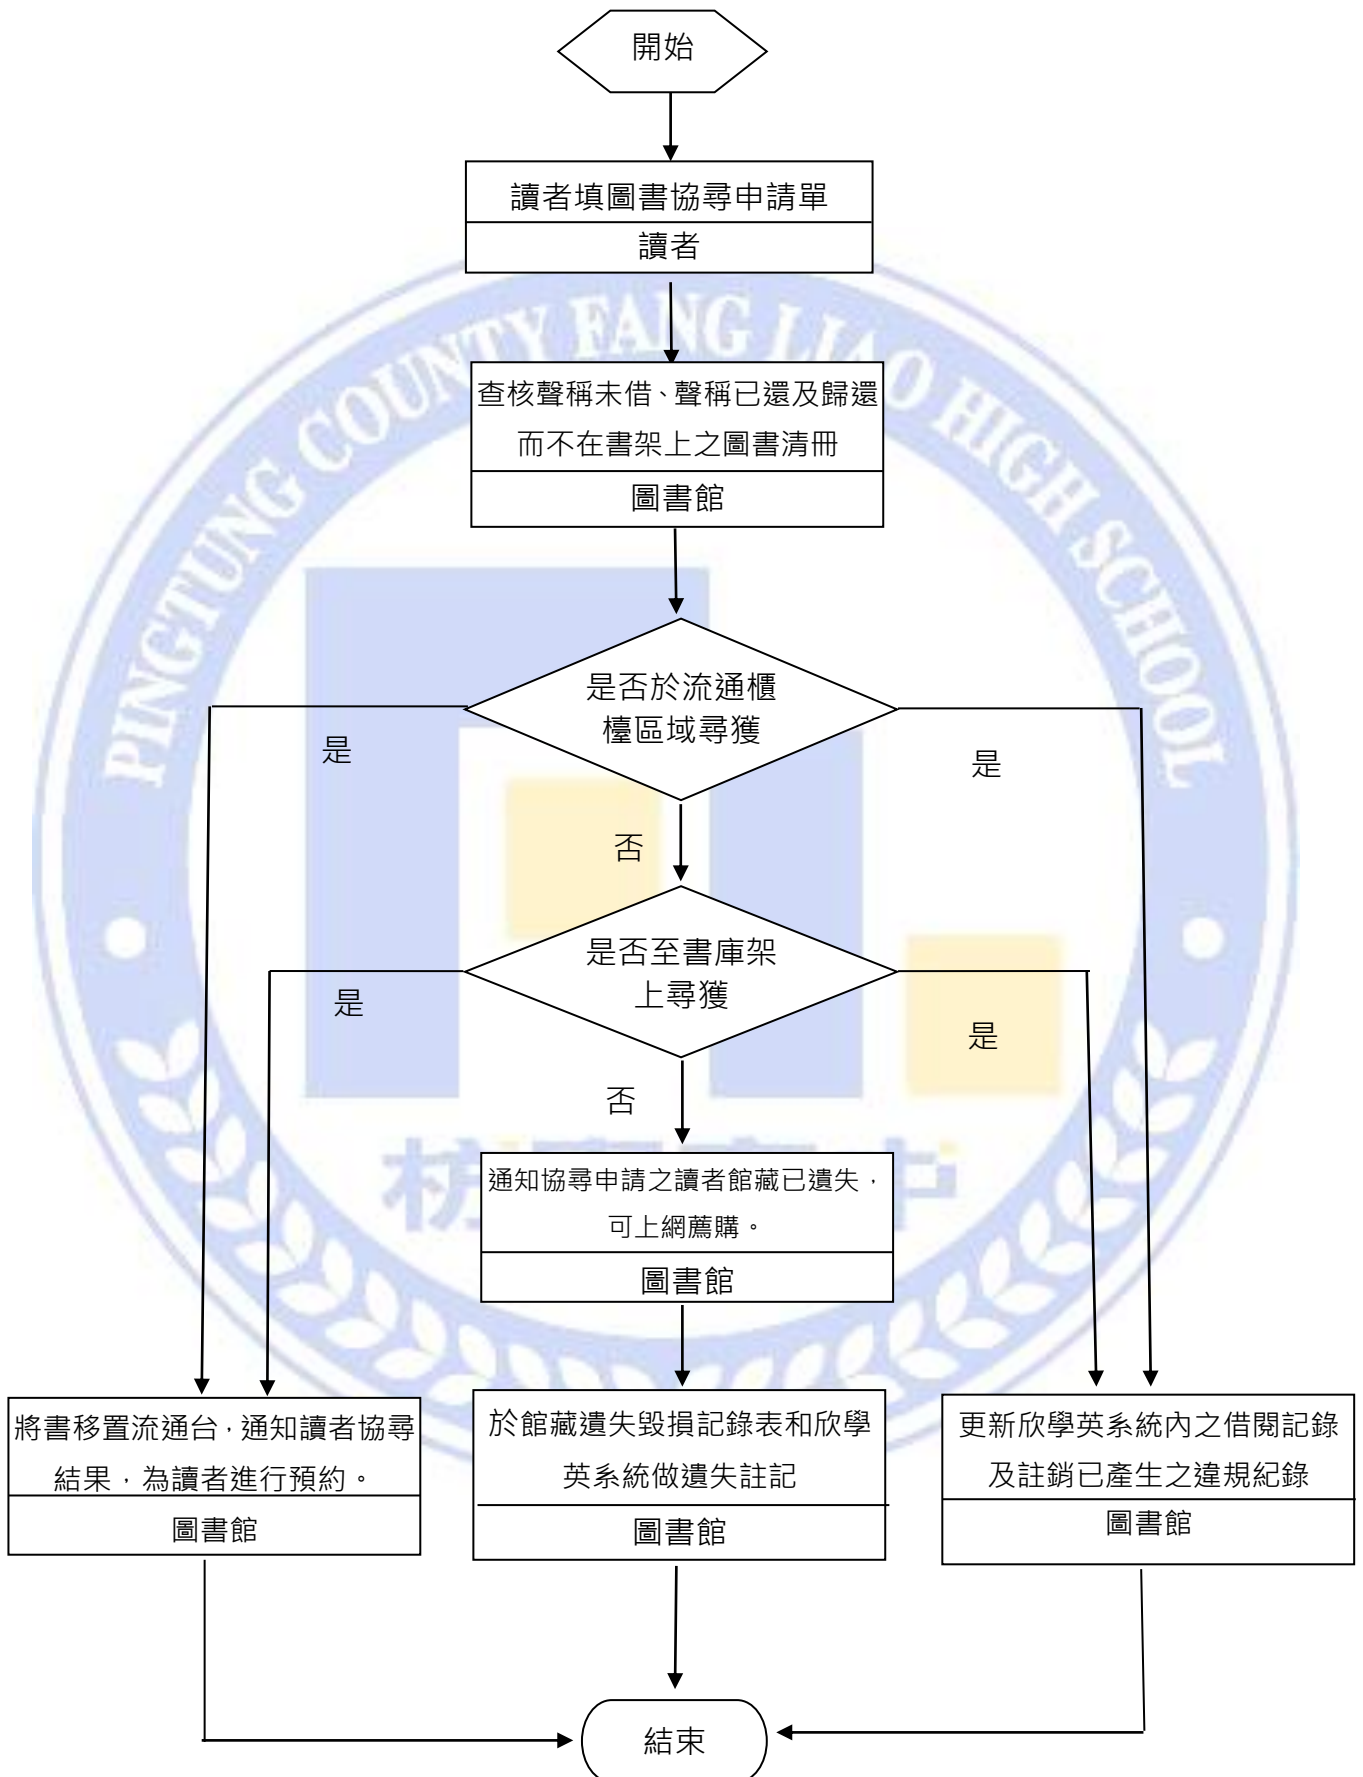 開始
讀者填圖書協尋申請單
讀者
PINGTUNG COUNTY FANG LIAO HIGH SCHOOL
查核聲稱未借、聲稱已還及歸還
而不在書架上之圖書清冊
圖書館
是否於流通櫃
檯區域尋獲
是
是
否
是否至書庫架
上尋獲
是
是
否
通知協尋申請之讀者館藏已遺失，
可上網薦購。
圖書館
將書移置流通台，通知讀者協尋
結果，為讀者進行預約。
圖書館
於館藏遺失毀損記錄表和欣學
英系統做遺失註記
圖書館
更新欣學英系統內之借閱記錄
及註銷已產生之違規紀錄
圖書館
結束